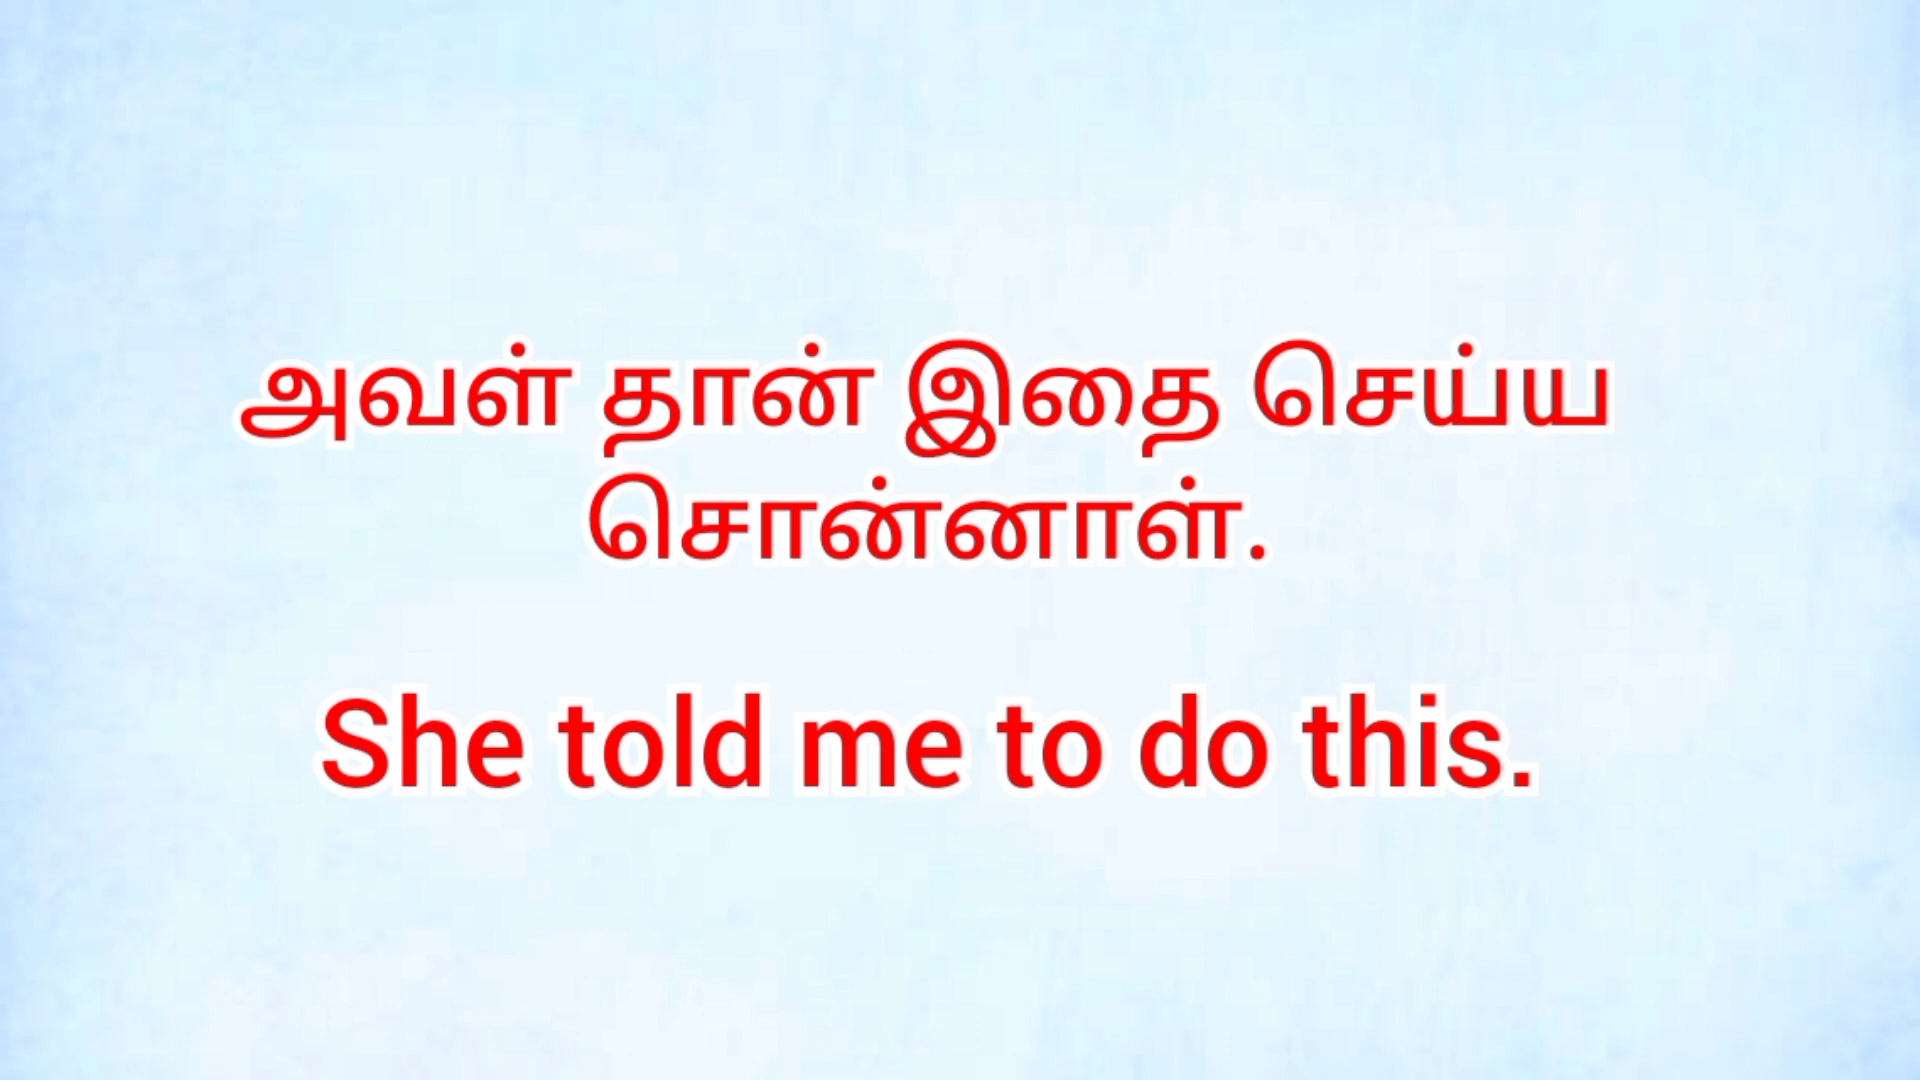 அவள் தான் இதை செய்ய
சொன்னாள்.
She told me to do this.